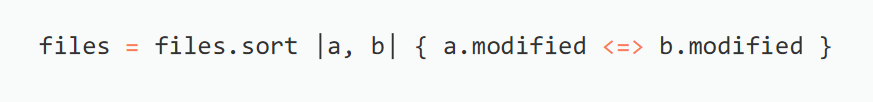 files = files.sort |a, b| { a.modified <=> b.modified }